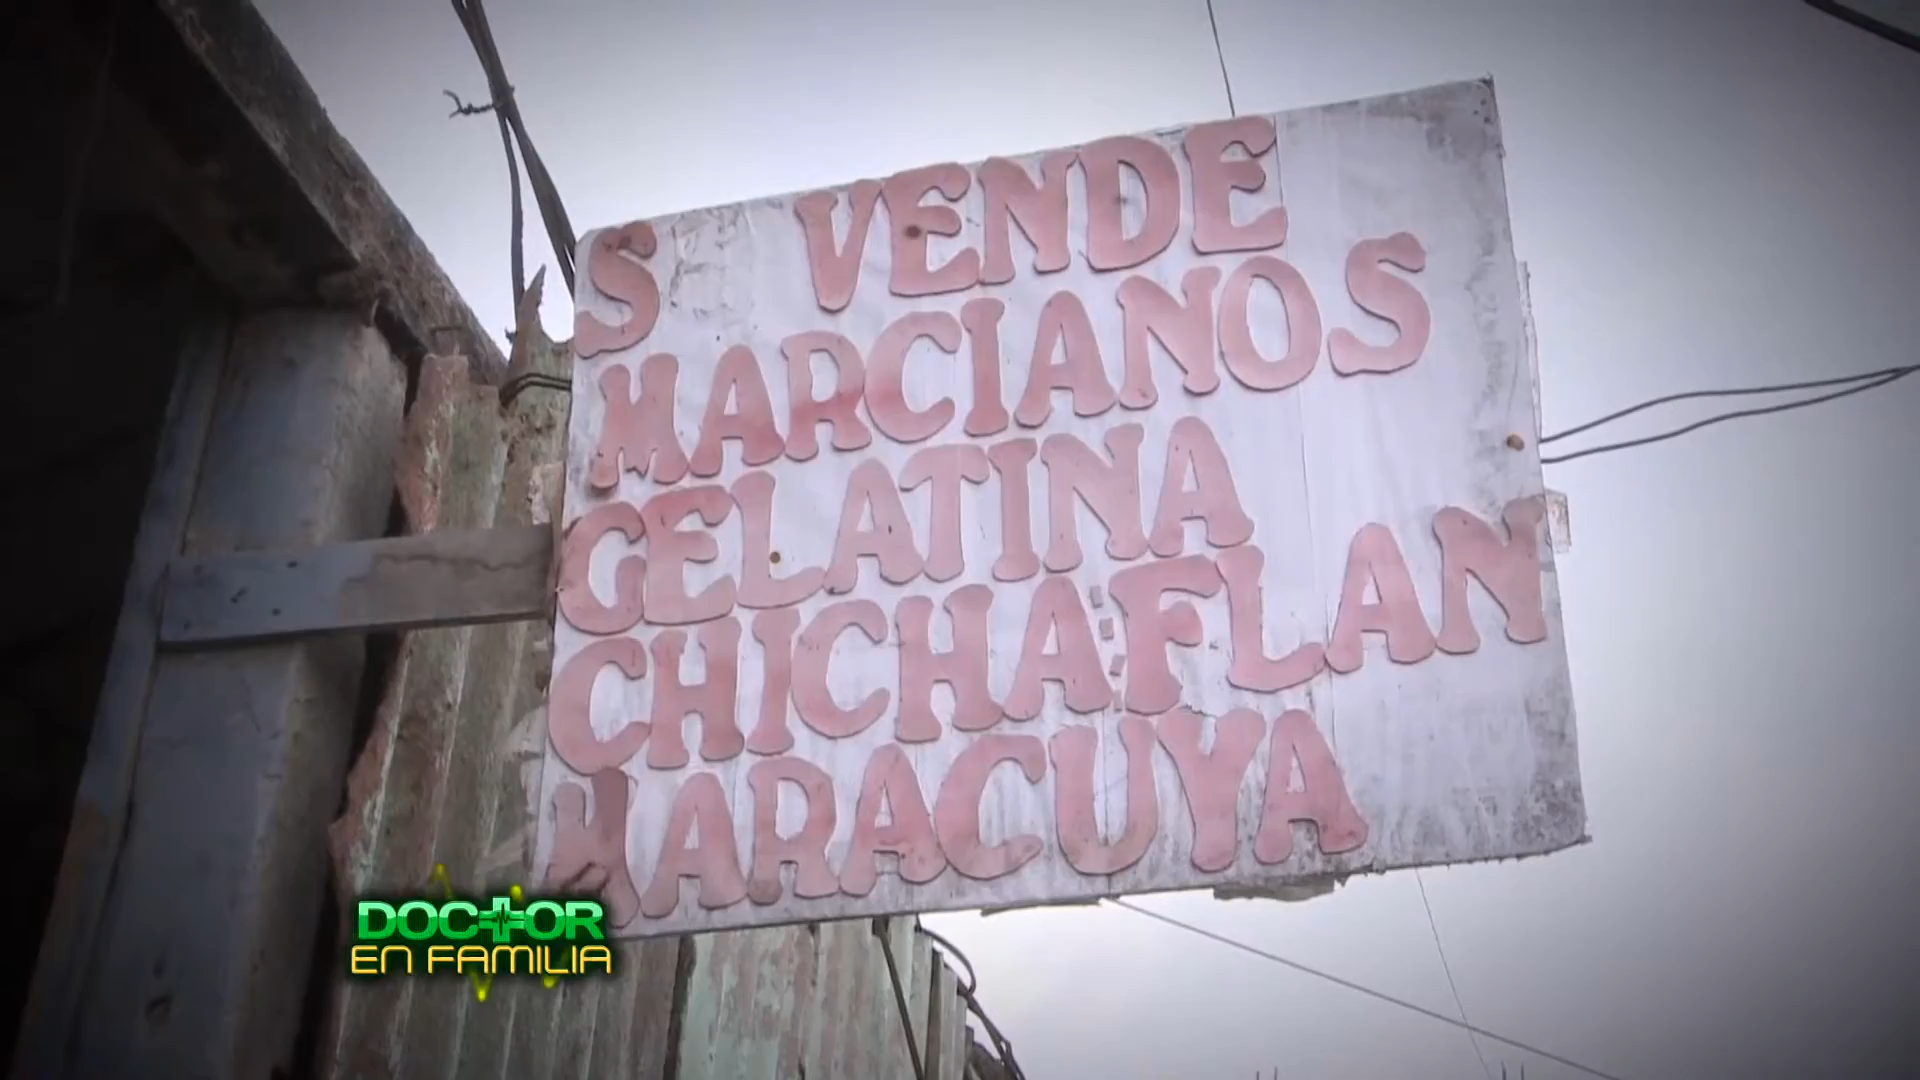 S VENDE
MARCIANOS
GELATINA
CHICHA FLAN
MARACUYA
DOCTOR
EN FAMILIA